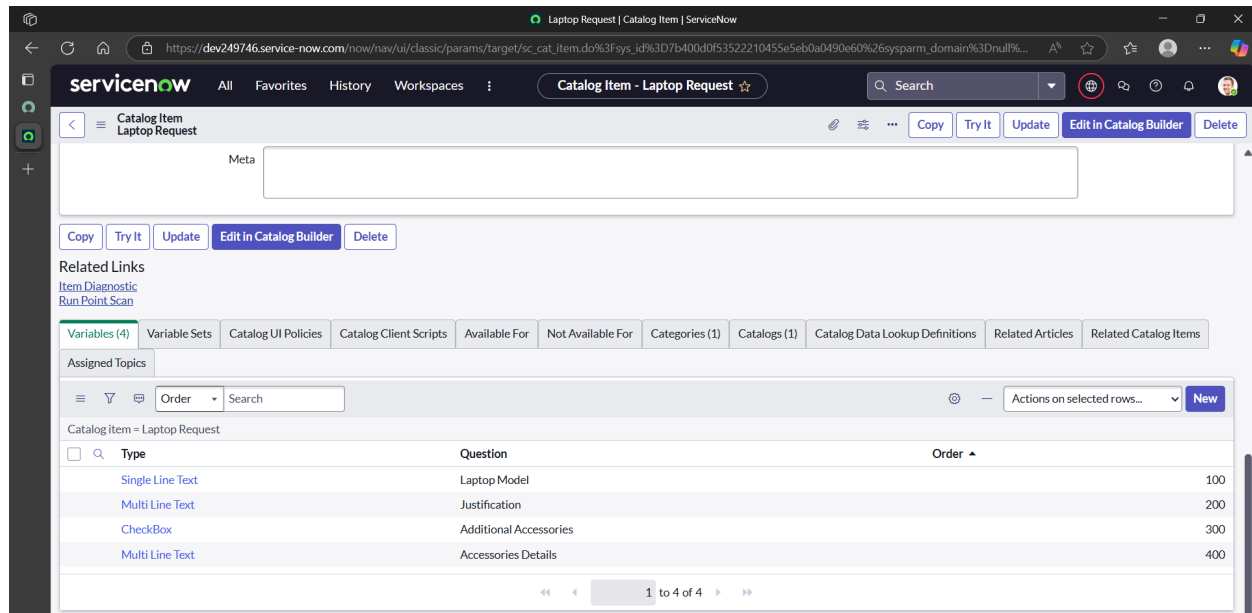 Laptop Request | Catalog Item | ServiceNow
https://dev249746.service-now.com/now/nav/ui/classic/params/target/sc_cat_item.do%3Fsys_id%3D7b400d0f53522210455e5eb0a0490e60%26sysparm_domain%3Dnull%...
servicenow All Favorites History Workspaces Catalog Item - Laptop Request Search
Catalog Item
Laptop Request
Copy Try It Update Edit in Catalog Builder Delete
Meta
Copy Try It Update Edit in Catalog Builder Delete
Related Links
Item Diagnostic
Run Point Scan
Variables (4) Variable Sets Catalog UI Policies Catalog Client Scripts Available For Not Available For Categories (1) Catalogs (1) Catalog Data Lookup Definitions Related Articles Related Catalog Items
Assigned Topics
Order Search Actions on selected rows... New
Catalog item = Laptop Request
Type Question Order
Single Line Text Laptop Model 100
Multi Line Text Justification 200
CheckBox Additional Accessories 300
Multi Line Text Accessories Details 400
1 to 4 of 4